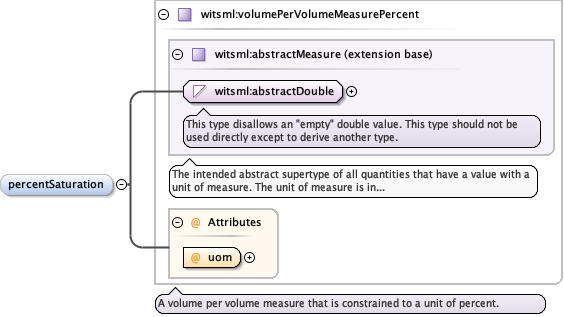 witsml:volumePerVolumeMeasurePercent
witsml:abstractMeasure (extension base)
witsml:abstractDouble
This type disallows an "empty" double value. This type should not be
used directly except to derive another type.
percentSaturation
The intended abstract supertype of all quantities that have a value with a
unit of measure. The unit of measure is in...
@ Attributes
@ uom
A volume per volume measure that is constrained to a unit of percent.